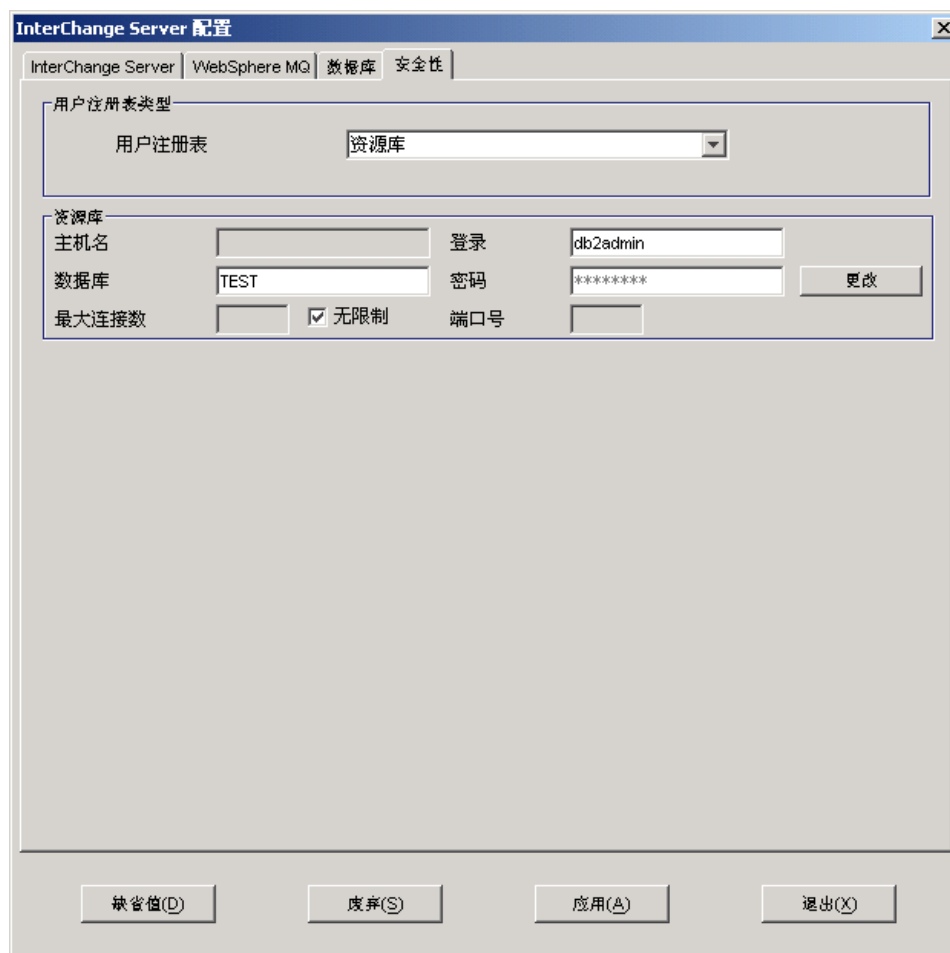 InterChange Server 配置
InterChange Server WebSphere MQ 数据库 安全性
用户注册表类型
用户注册表 资源库
资源库
主机名 登录 db2admin
数据库 TEST 密码 ******** 更改
最大连接数 无限制 端口号
缺省值(D) 废弃(S) 应用(A) 退出(X)